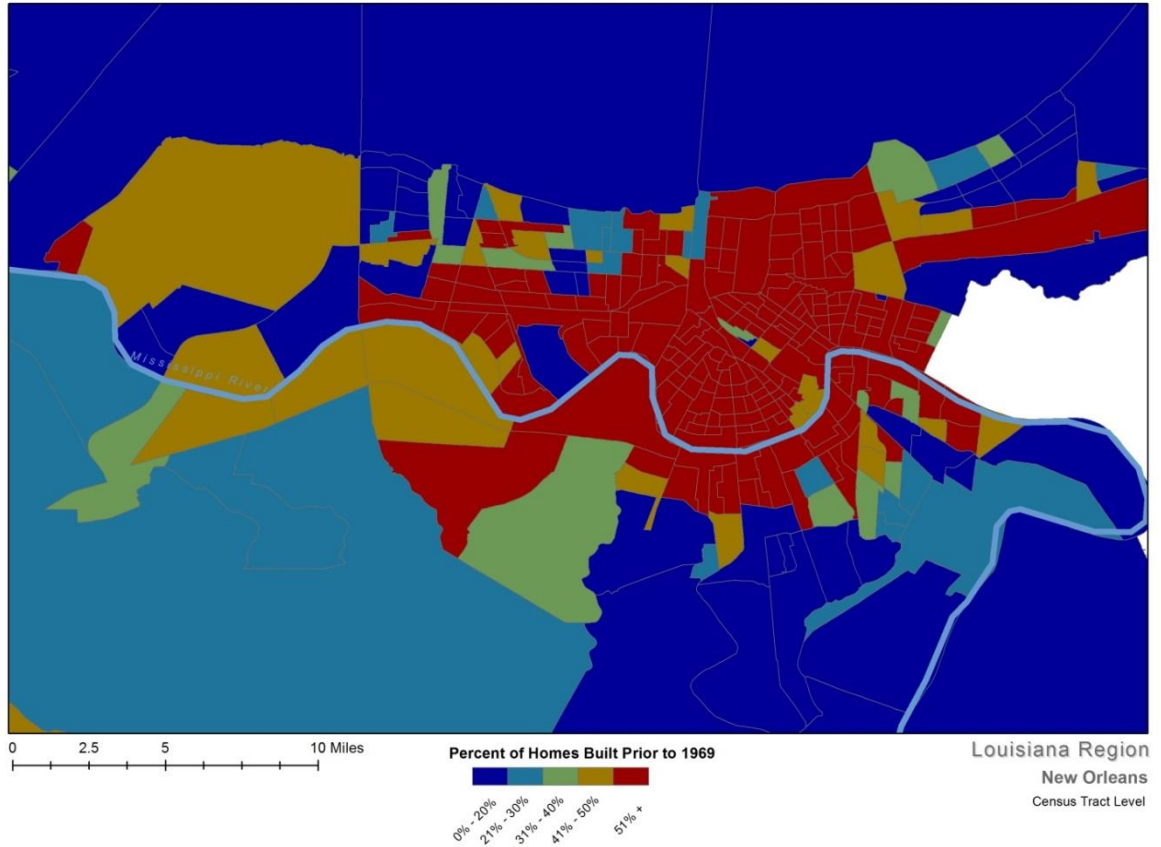 Mississippi River
0 2.5 5 10 Miles
Percent of Homes Built Prior to 1969
0% - 20%
21% - 30%
31% - 40%
41% - 50%
51% +
Louisiana Region
New Orleans
Census Tract Level